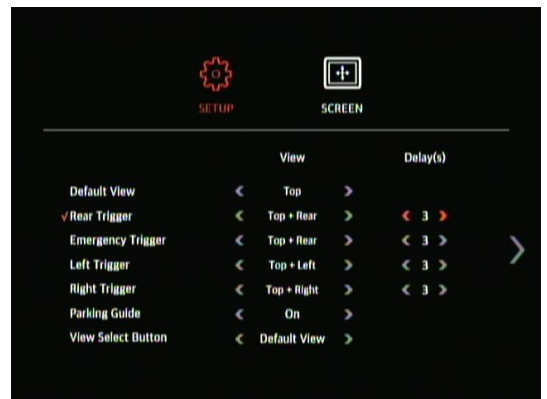 SETUP SCREEN
View Delay(s)
Default View < Top >
√Rear Trigger < Top + Rear > < 3 >
Emergency Trigger < Top + Rear > < 3 >
Left Trigger < Top + Left > < 3 >
Right Trigger < Top + Right > < 3 >
Parking Guide < On >
View Select Button < Default View >